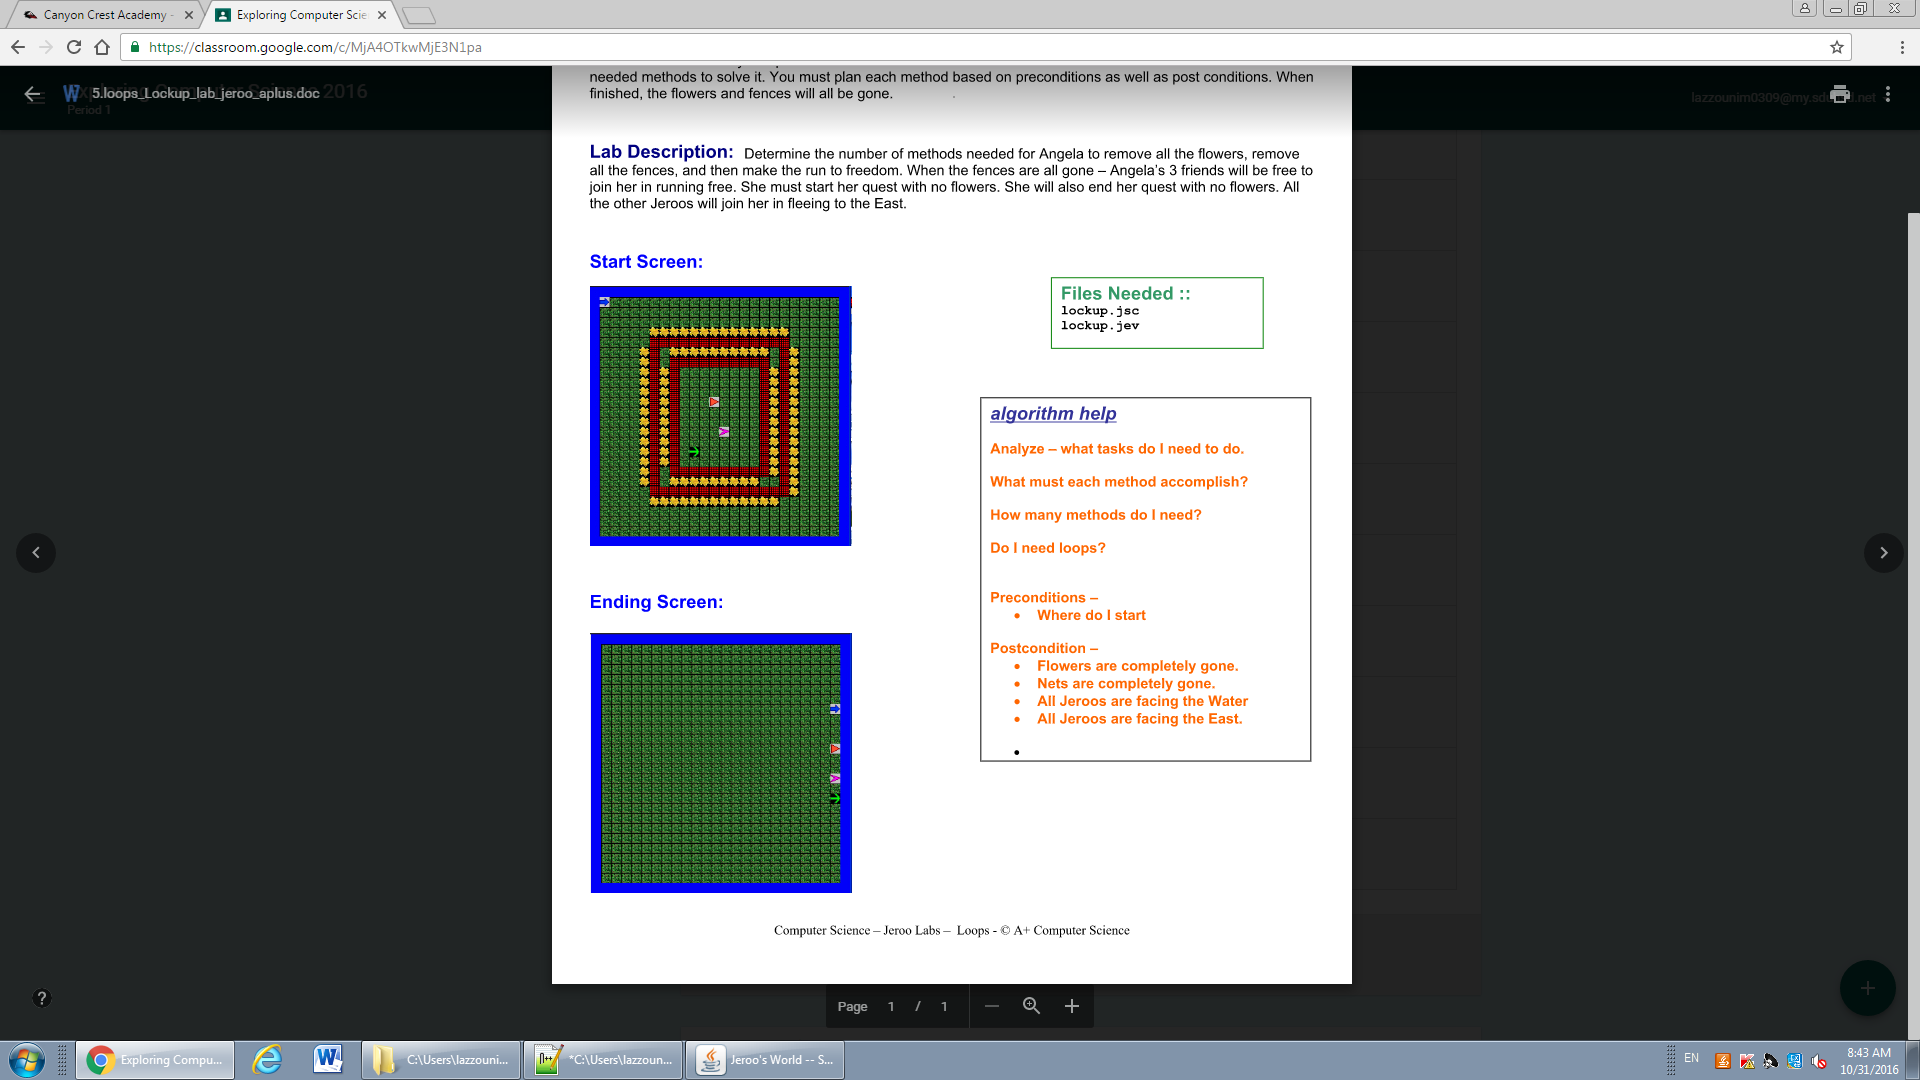 Canyon Crest Academy -
Exploring Computer Scie
https://classroom.google.com/c/MjA4OTkwMjE3N1pa
5.loops_Lockup_lab_jeroo_aplus.doc
Exploring Computer Science 2016
Period 1
needed methods to solve it. You must plan each method based on preconditions as well as post conditions. When
finished, the flowers and fences will all be gone.
Lab Description: Determine the number of methods needed for Angela to remove all the flowers, remove
all the fences, and then make the run to freedom. When the fences are all gone – Angela's 3 friends will be free to
join her in running free. She must start her quest with no flowers. She will also end her quest with no flowers. All
the other Jeroos will join her in fleeing to the East.
Start Screen:
Files Needed ::
lockup.jsc
lockup.jev
algorithm help
Analyze – what tasks do I need to do.
What must each method accomplish?
How many methods do I need?
Do I need loops?
Preconditions –
• Where do I start
Postcondition –
• Flowers are completely gone.
• Nets are completely gone.
• All Jeroos are facing the Water
• All Jeroos are facing the East.
•
Ending Screen:
Computer Science – Jeroo Labs – Loops - © A+ Computer Science
Page 1 / 1
Exploring Compu...
C:\Users\lazzouni...
*C:\Users\lazzoun...
Jeroo's World -- S...
EN
8:43 AM
10/31/2016